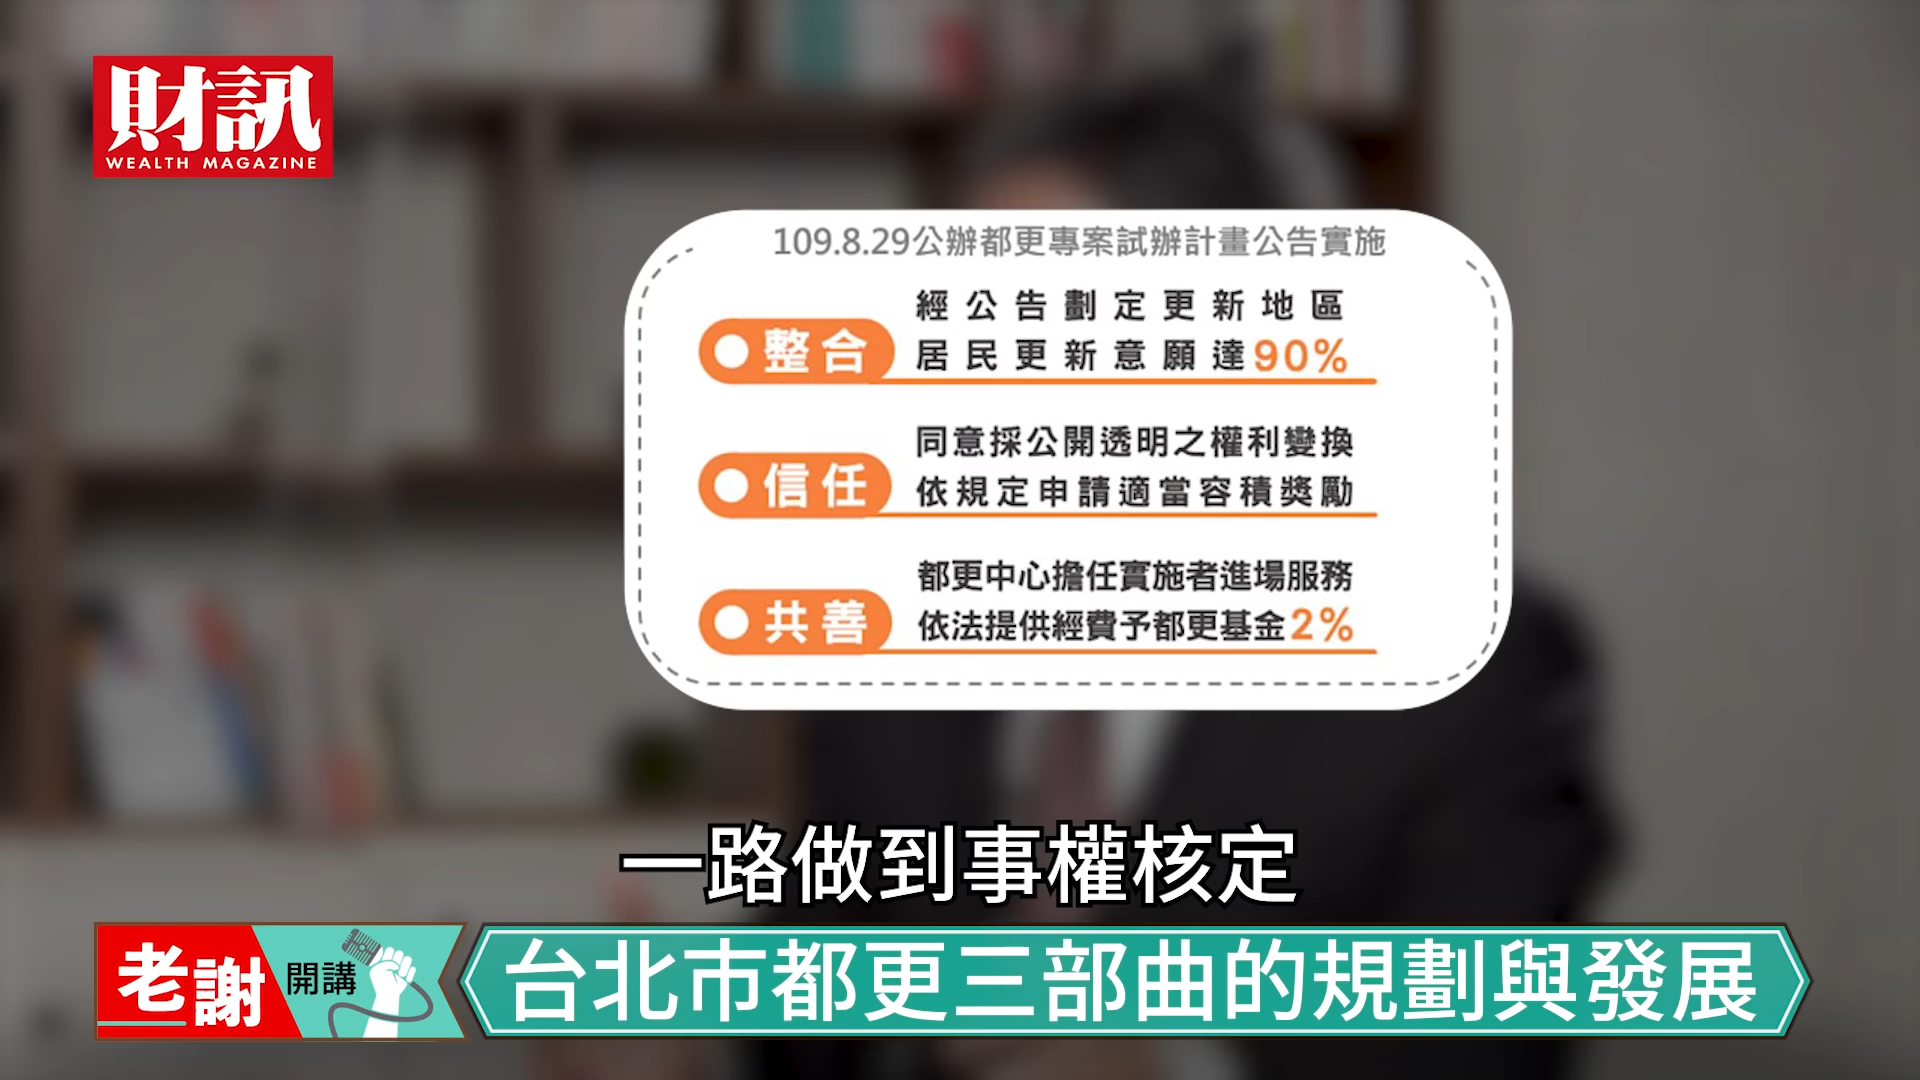 財訊
WEALTH MAGAZINE
109.8.29公辦都更專案試辦計畫公告實施
整合
經公告劃定更新地區
居民更新意願達90%
信任
同意採公開透明之權利變換
依規定申請適當容積獎勵
共善
都更中心擔任實施者進場服務
依法提供經費予都更基金2%
一路做到事權核定
老謝 開講
台北市都更三部曲的規劃與發展